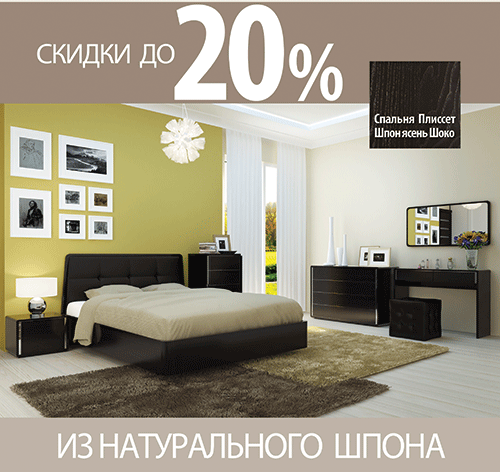 СКИДКИ ДО 20%
Спальня Плиссет
Шпон ясень Шоко
ИЗ НАТУРАЛЬНОГО ШПОНА